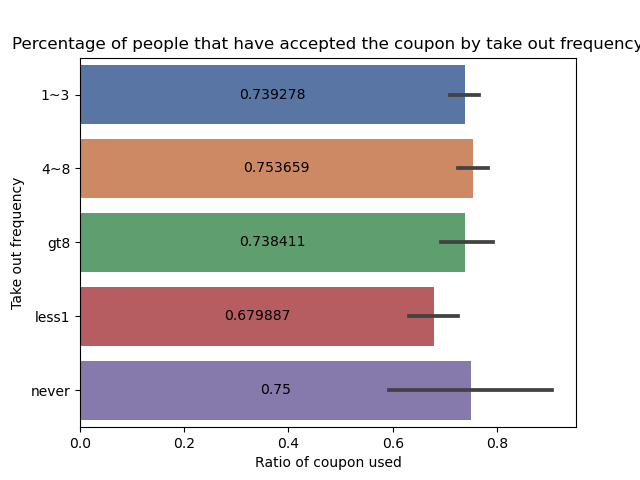 Percentage of people that have accepted the coupon by take out frequency
Take out frequency
1~3
0.739278
4~8
0.753659
gt8
0.738411
less1
0.679887
never
0.75
0.0
0.2
0.4
0.6
0.8
Ratio of coupon used